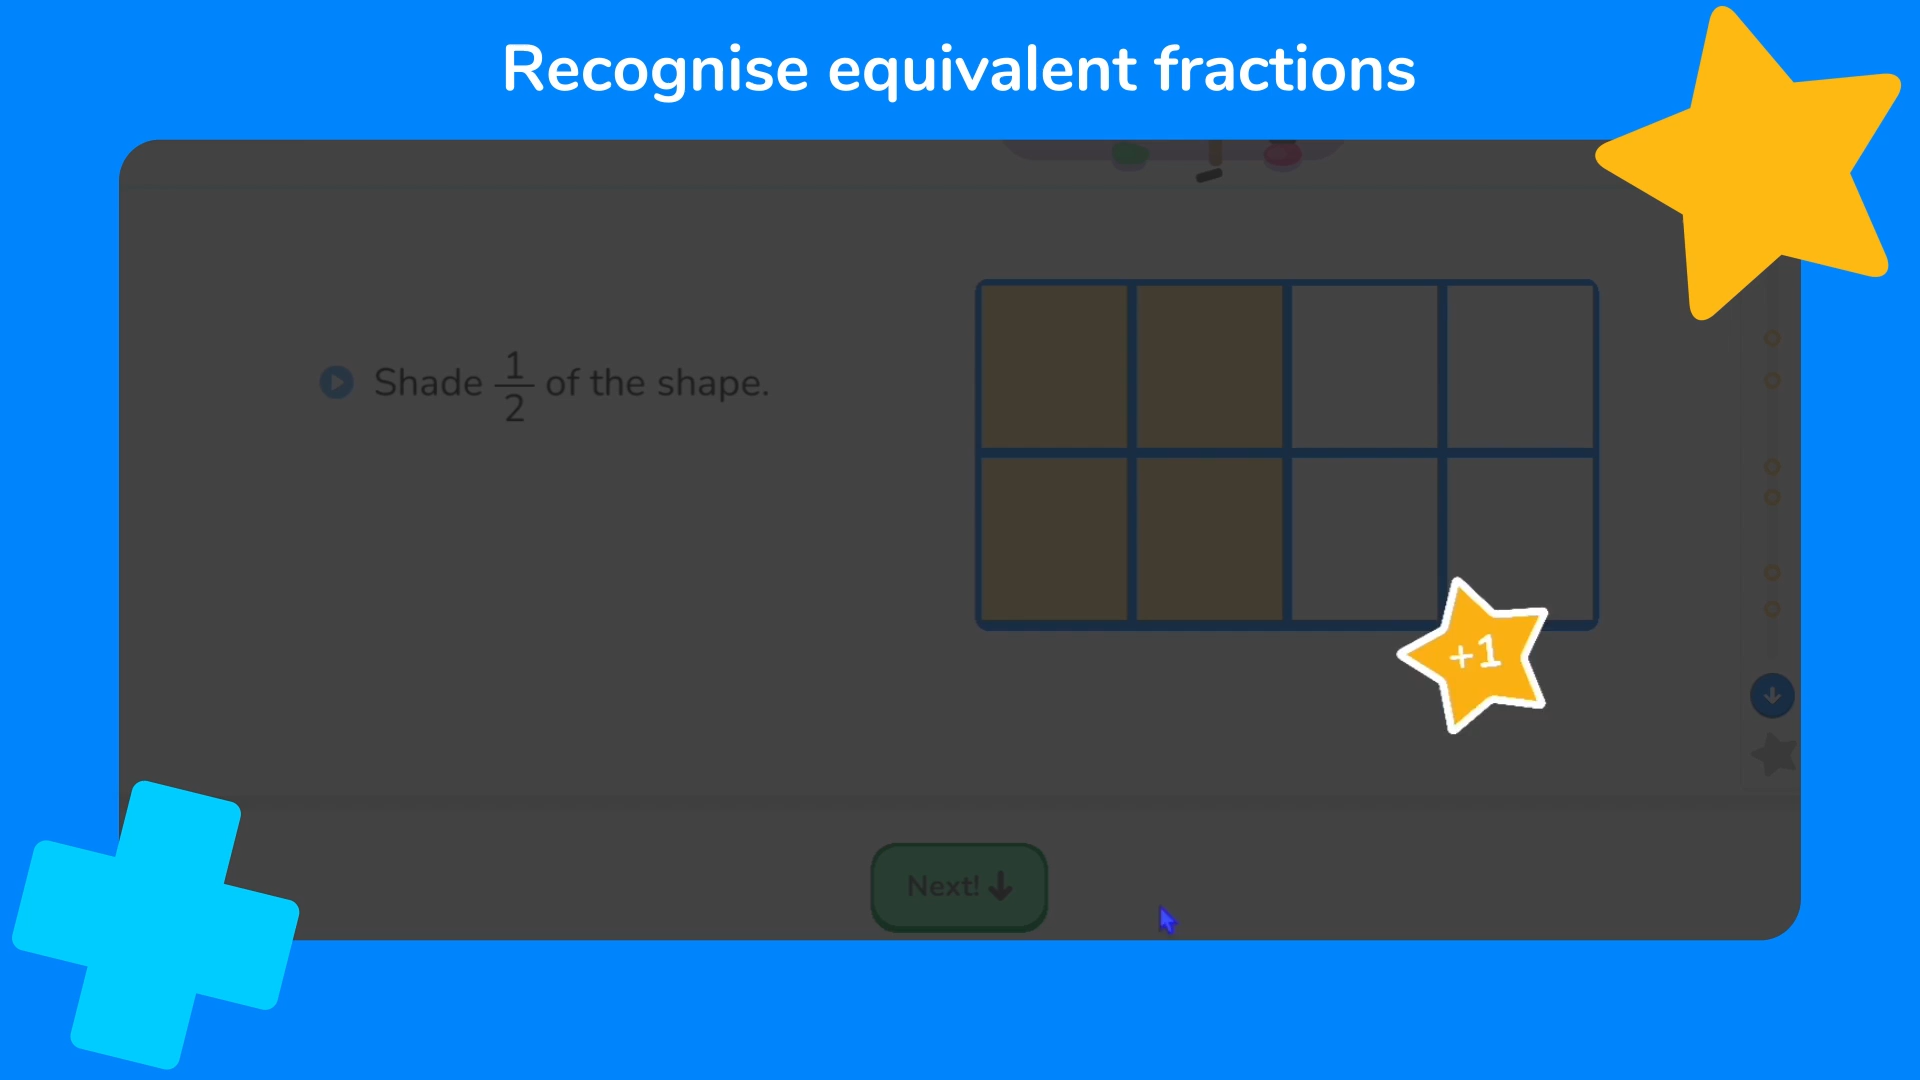 Recognise equivalent fractions
Shade 1/2 of the shape.
+1
Next!